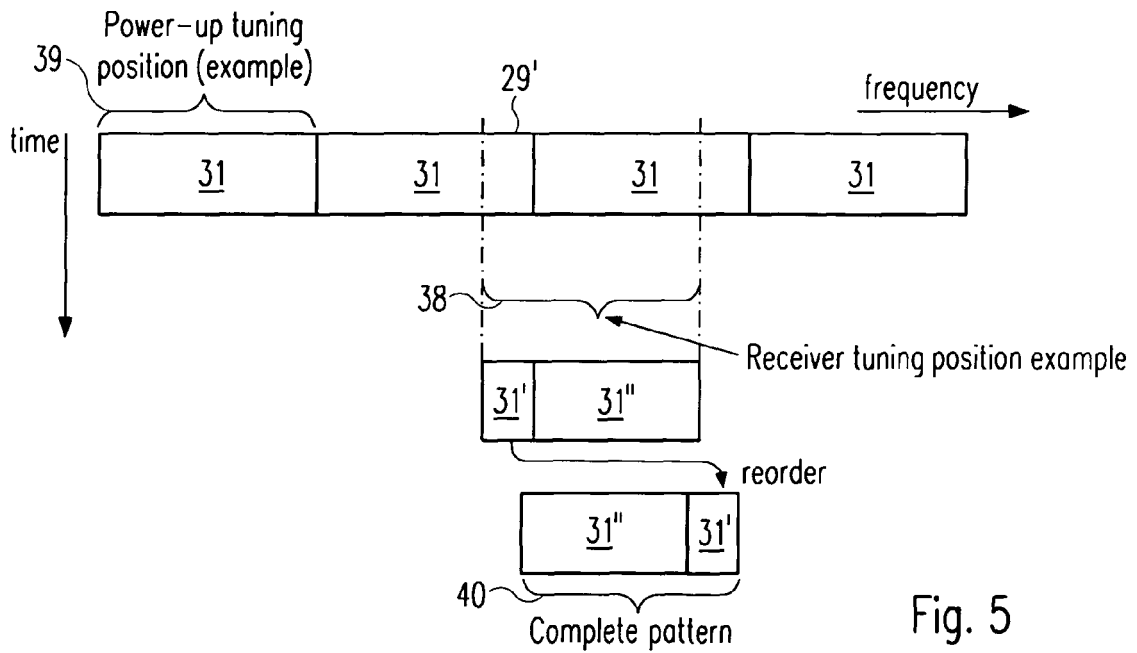 Power-up tuning
position (example)
39
29'
frequency
time
31 31 31 31
38
Receiver tuning position example
31' 31"
reorder
31" 31'
40
Complete pattern
Fig. 5